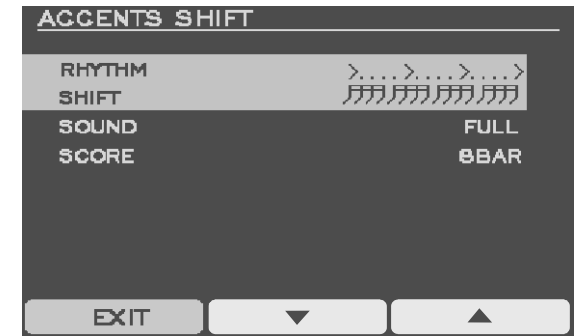 ACCENTS SHIFT
RHYTHM >....>....>....>
SHIFT
SOUND FULL
SCORE 8BAR
EXIT ▼ ▲